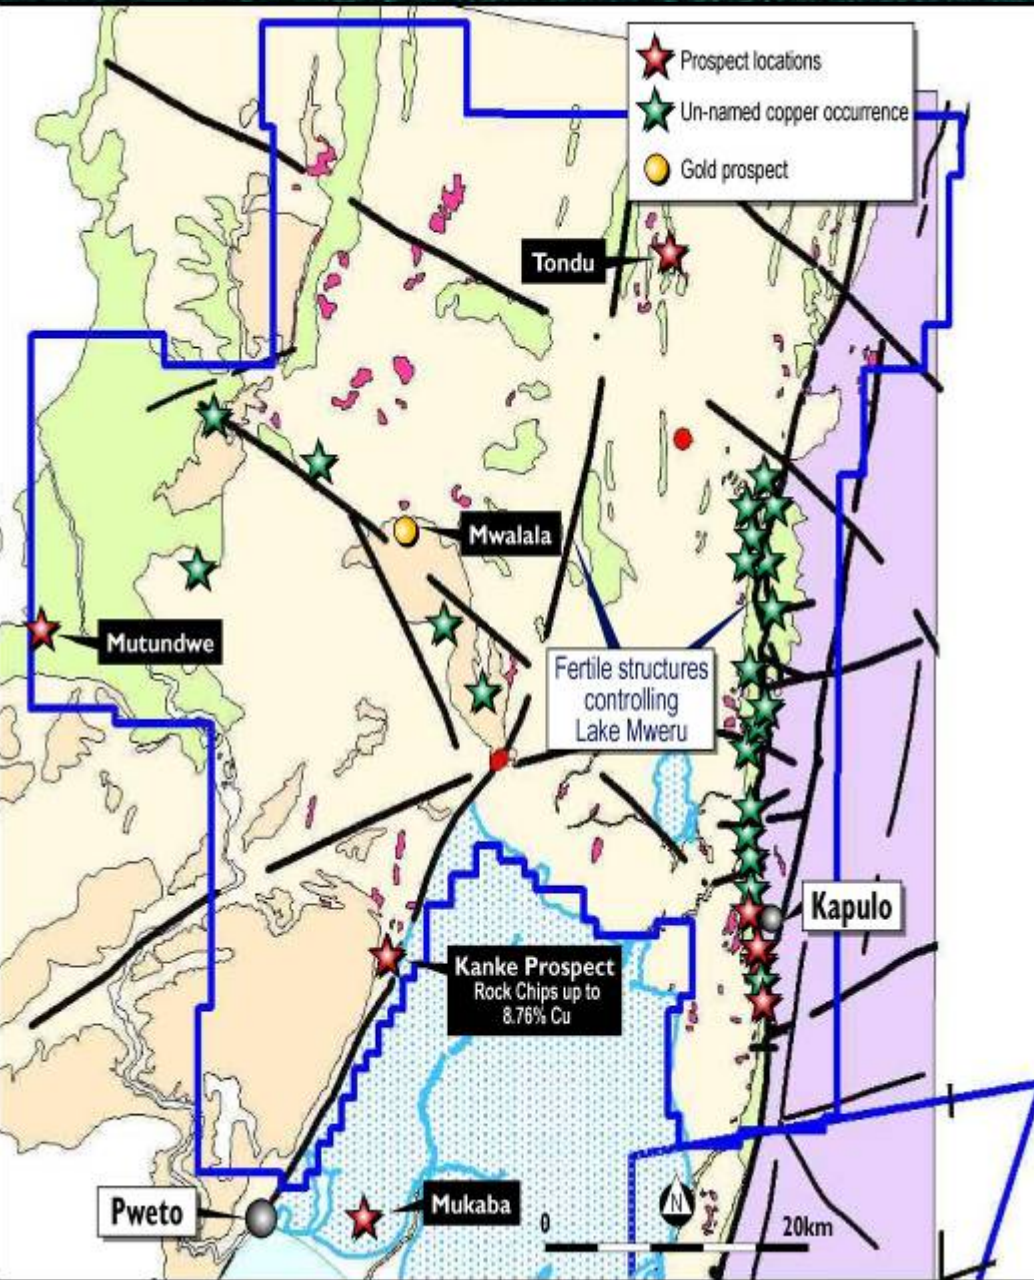 Prospect locations
Un-named copper occurrence
Gold prospect
Tondu
Mwalala
Mutundwe
Fertile structures
controlling
Lake Mweru
Kapulo
Kanke Prospect
Rock Chips up to
8.76% Cu
Pweto
Mukaba
N
0
20km